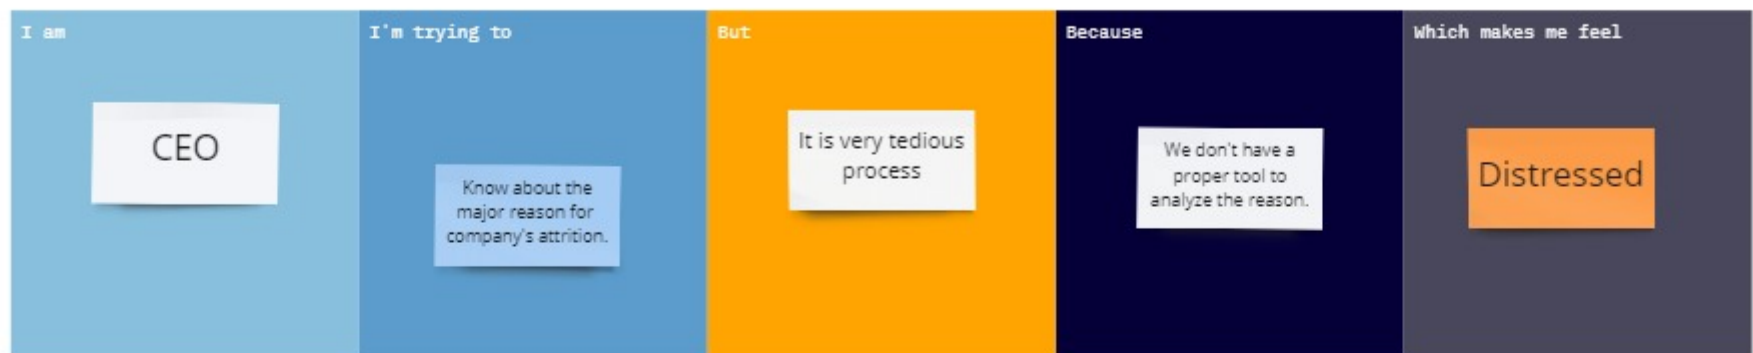 I am
CEO
I'm trying to
Know about the
major reason for
company's attrition.
But
It is very tedious
process
Because
We don't have a
proper tool to
analyze the reason.
Which makes me feel
Distressed